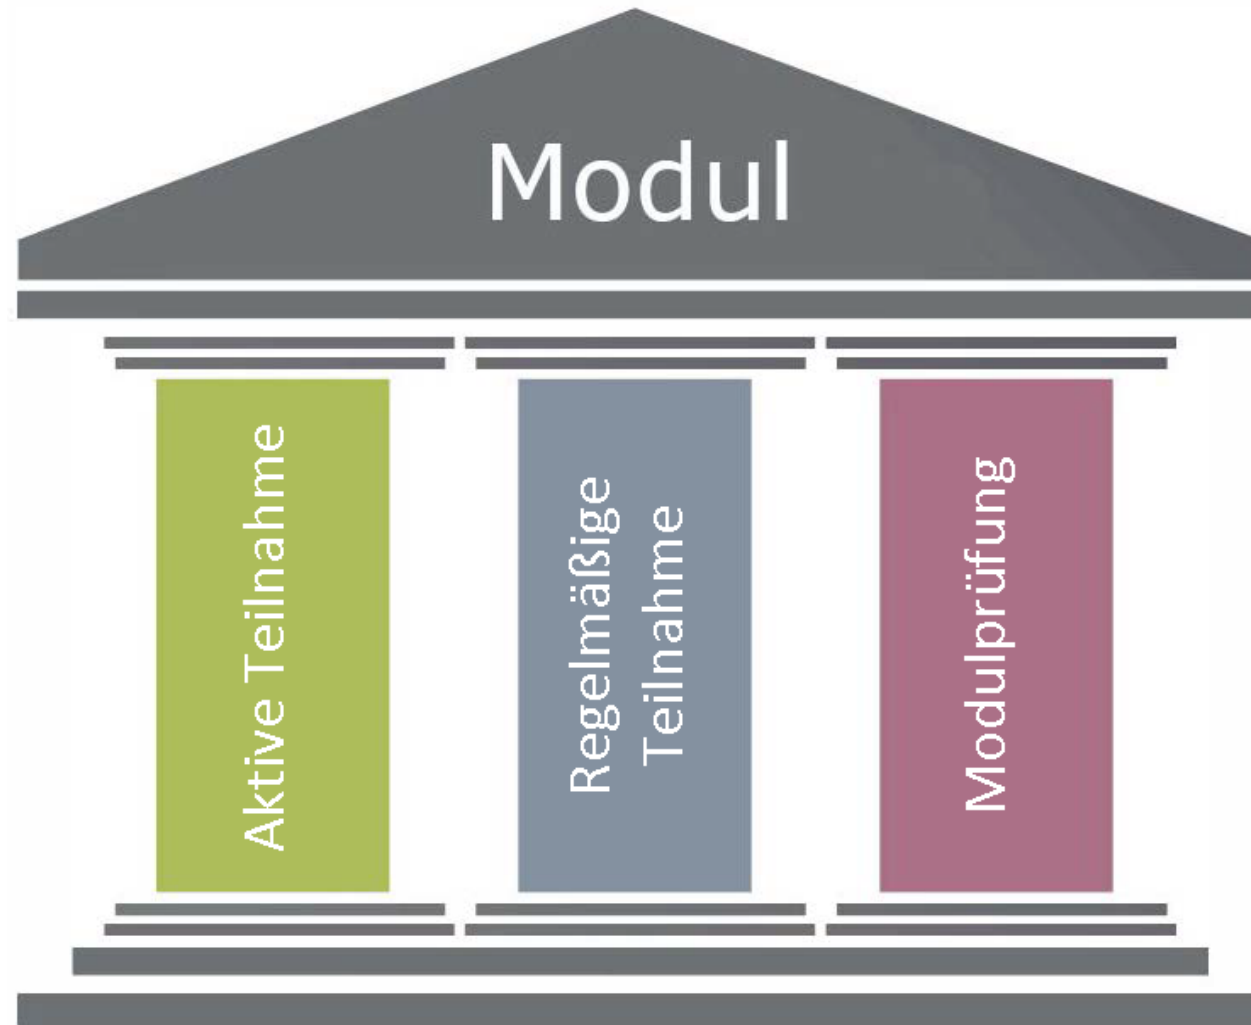 Modul
Aktive Teilnahme
Regelmäßige
Teilnahme
Modulprüfung